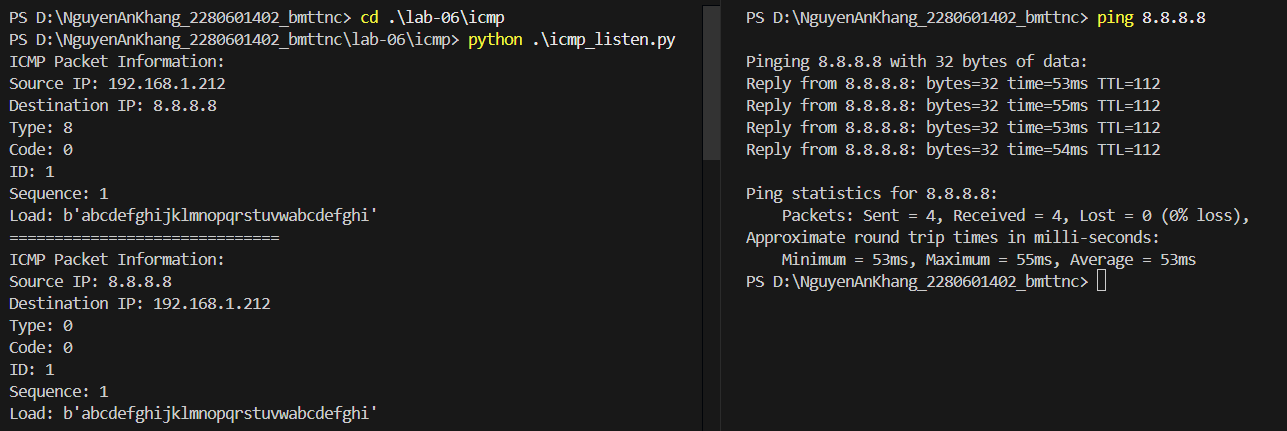 PS D:\NguyenAnKhang_2280601402_bmttnc> cd .\lab-06\icmp
PS D:\NguyenAnKhang_2280601402_bmttnc\lab-06\icmp> python .\icmp_listen.py
ICMP Packet Information:
Source IP: 192.168.1.212
Destination IP: 8.8.8.8
Type: 8
Code: 0
ID: 1
Sequence: 1
Load: b'abcdefghijklmnopqrstuvwabcdefghi'
==============================
ICMP Packet Information:
Source IP: 8.8.8.8
Destination IP: 192.168.1.212
Type: 0
Code: 0
ID: 1
Sequence: 1
Load: b'abcdefghijklmnopqrstuvwabcdefghi'
PS D:\NguyenAnKhang_2280601402_bmttnc> ping 8.8.8.8
Pinging 8.8.8.8 with 32 bytes of data:
Reply from 8.8.8.8: bytes=32 time=53ms TTL=112
Reply from 8.8.8.8: bytes=32 time=55ms TTL=112
Reply from 8.8.8.8: bytes=32 time=53ms TTL=112
Reply from 8.8.8.8: bytes=32 time=54ms TTL=112
Ping statistics for 8.8.8.8:
    Packets: Sent = 4, Received = 4, Lost = 0 (0% loss),
Approximate round trip times in milli-seconds:
    Minimum = 53ms, Maximum = 55ms, Average = 53ms
PS D:\NguyenAnKhang_2280601402_bmttnc>